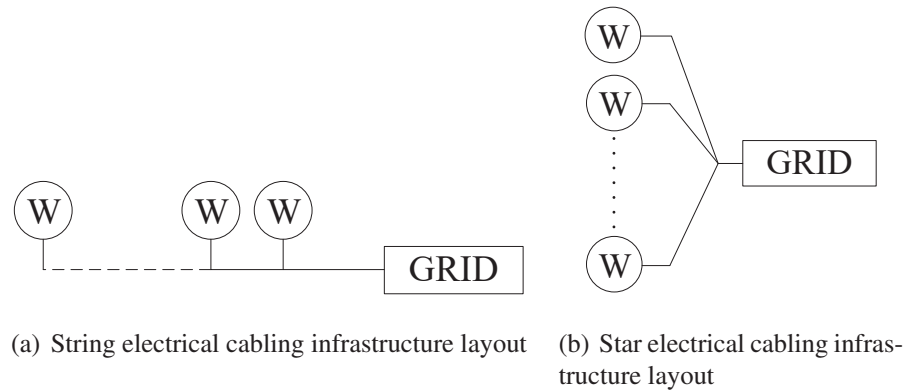 W
W
W
GRID
(a) String electrical cabling infrastructure layout
W
W
W
GRID
(b) Star electrical cabling infras-
tructure layout